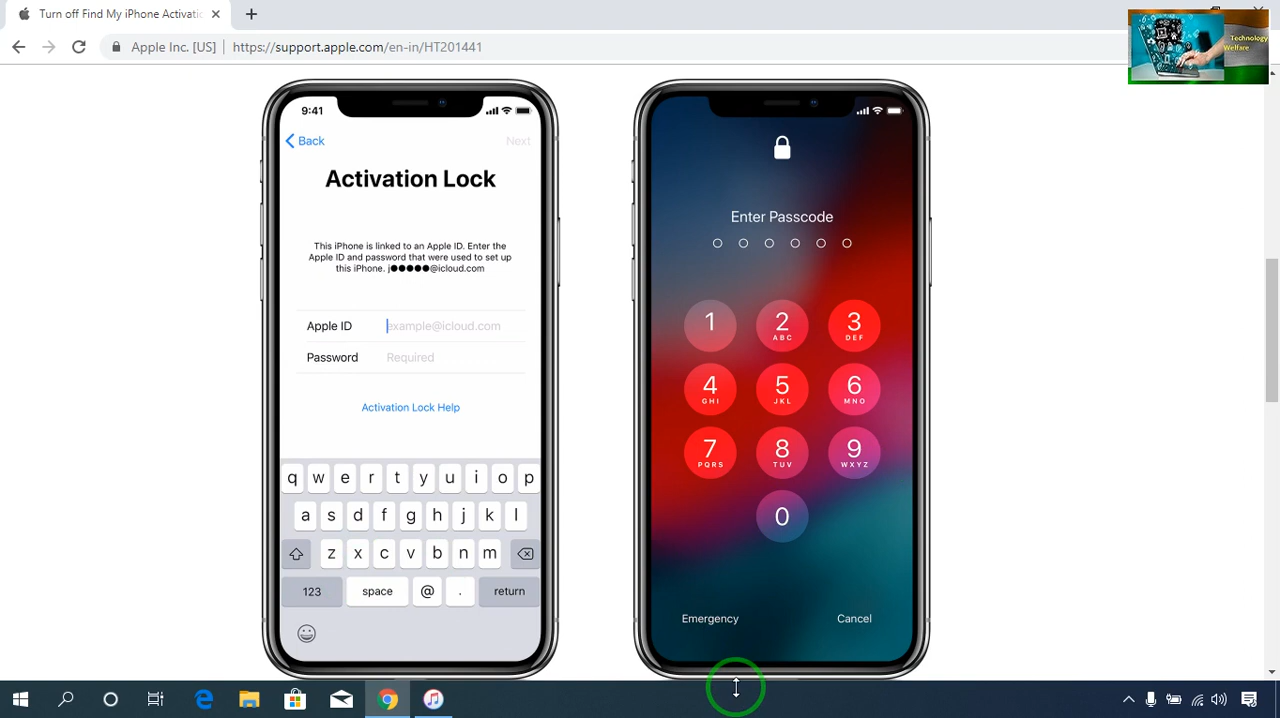 Turn off Find My iPhone Activatio
Apple Inc. [US] https://support.apple.com/en-in/HT201441
Technology
Welfare
9:41
Back
Next
Activation Lock
This iPhone is linked to an Apple ID. Enter the
Apple ID and password that were used to set up
this iPhone. j●●●●●@icloud.com
Apple ID example@icloud.com
Password Required
Activation Lock Help
q w e r t y u i o p
a s d f g h j k l
z x c v b n m
123 space @ . return
Enter Passcode
1 2 3
ABC DEF
4 5 6
GHI JKL MNO
7 8 9
PQRS TUV WXYZ
0
Emergency Cancel